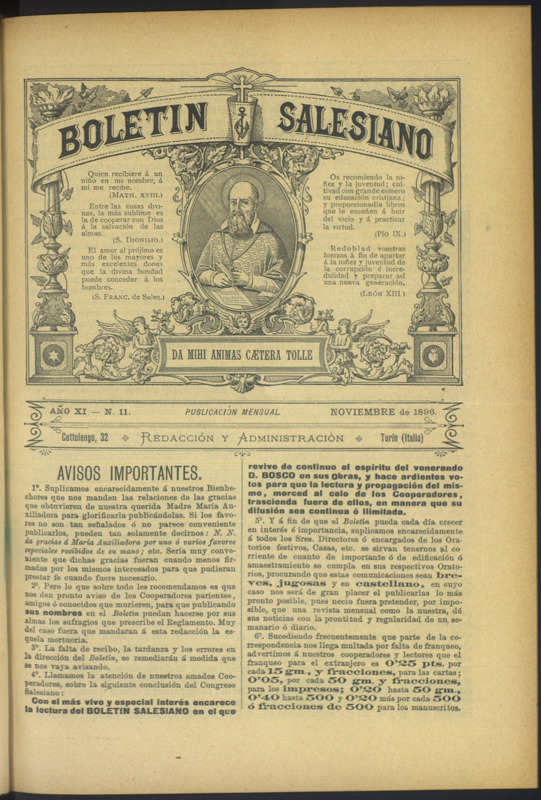 BOLETIN SALESIANO
Quien recibiere á un
niño en mi nombre, á
mí me recibe.
(MATH. XVIII.)
Entre las cosas divi-
nas, la más sublime es
la de cooperar con Dios
á la salvación de las
almas.
(S. DIONISIO.)
El amor al prójimo es
uno de los mayores y
más excelentes dones
que la divina bondad
puede conceder á los
hombres.
(S. FRANC. de Sales.)
Os recomiendo la ni-
ñez y la juventud; cul-
tivad con grande esmero
su educación cristiana;
y proporcionadle libros
que le enseñen á huir
del vicio y á practicar
la virtud.
(Pío IX.)
Redoblad vuestras
fuerzas á fin de apartar
á la niñez y juventud de
la corrupción é incre-
dulidad y preparar así
una nueva generación.
(LEÓN XIII.)
DA MIHI ANIMAS CÆTERA TOLLE
AÑO XI — N. 11. PUBLICACIÓN MENSUAL NOVIEMBRE de 1896.
Cottolengo, 32 REDACCIÓN Y ADMINISTRACIÓN Turín (Italia)
AVISOS IMPORTANTES.
1º. Suplicamos encarecidamente á nuestros Bienhe-
chores que nos manden las relaciones de las gracias
que obtuvieren de nuestra querida Madre María Au-
xiliadora para glorificarla publicándolas. Si los favo-
res no son tan señalados ó no parece conveniente
publicarlos, pueden tan solamente decirnos: N. N.
da gracias á María Auxiliadora por uno ó varios favores
especiales recibidos de su mano; etc. Sería muy conve-
niente que dichas gracias fueran cuando menos fir-
madas por los mismos interesados para que pudieran
prestar fe cuando fuere necesario.
2º. Pero lo que sobre todo les recomendamos es que
nos den pronto aviso de los Cooperadores parientes,
amigos ó conocidos que murieren, para que publicando
sus nombres en el Boletín puedan hacerse por sus
almas los sufragios que prescribe el Reglamento. Muy
del caso fuera que mandaran á esta redacción la es-
quela mortuoria.
3º. La falta de recibo, la tardanza y los errores en
la dirección del Boletín, se remediarán á medida que
se nos vaya avisando.
4º. Llamamos la atención de nuestros amados Coo-
peradores, sobre la siguiente conclusión del Congreso
Salesiano:
Con el más vivo y especial interés encarece
la lectura del BOLETIN SALESIANO en el que
revive de continuo el espíritu del venerando
D. BOSCO en sus Obras, y hace ardientes vo-
tos para que la lectura y propagación del mis-
mo, merced al celo de los Cooperadores,
trascienda fuera de ellos, en manera que su
difusión sea continua ó ilimitada.
5º. Y á fin de que el Boletín pueda cada día crecer
en interés é importancia, suplicamos encarecidamente
á todos los Sres. Directores ó encargados de los Ora-
torios festivos, Casas, etc. se sirvan tenernos al co-
rriente de cuanto de importante ó de edificación ó
amaestramiento se cumpla en sus respectivos Orato-
rios, procurando que estas comunicaciones sean bre-
ves, jugosas y en castellano, en cuyo
caso nos será de gran placer el publicarlas lo más
pronto posible, pues necio fuera pretender, por impo-
sible, que una revista mensual como la nuestra, dé
sus noticias con la prontitud y regularidad de un se-
manario ó diario.
6º. Sucediendo frecuentemente que parte de la co-
rrespondencia nos llega multada por falta de franqueo,
advertimos á nuestros cooperadores y lectores que el
franqueo para el extranjero es 0'25 pts. por
cada 15 gm., y fracciones, para las cartas;
0'05, por cada 50 gm. y fracciones,
para los impresos; 0'20 hasta 50 gm.,
0'40 hasta 500 y 0'20 más por cada 500
ó fracciones de 500 para los manuscritos.